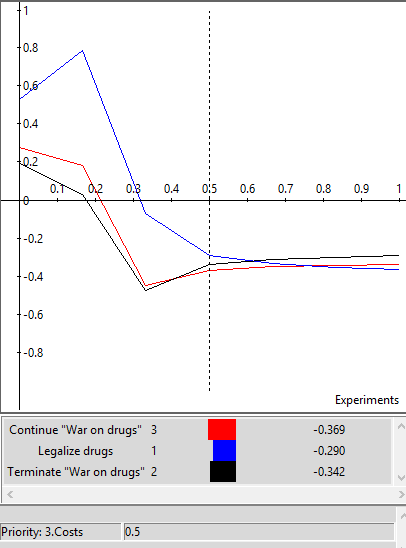 1
0.8
0.6
0.4
0.2
0.1 0.2 0.3 0.4 0.5 0.6 0.7 0.8 0.9 1
0
-0.2
-0.4
-0.6
-0.8
Experiments
Continue "War on drugs" 3 -0.369
Legalize drugs 1 -0.290
Terminate "War on drugs" 2 -0.342
Priority: 3.Costs 0.5